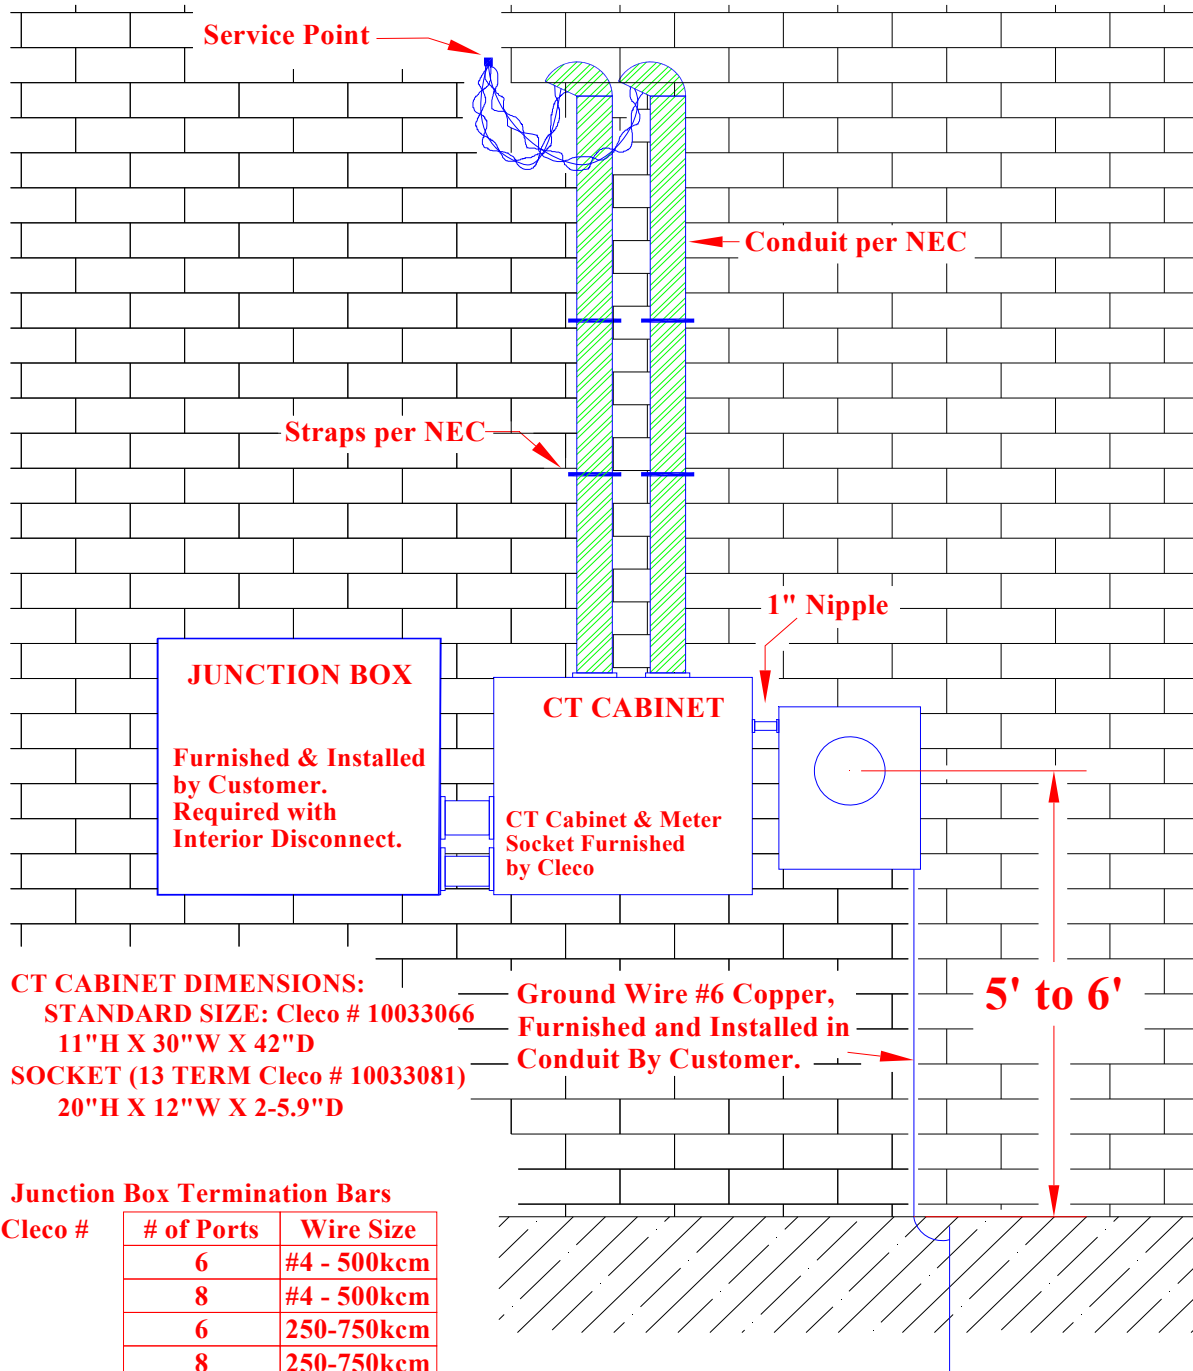 Service Point
Conduit per NEC
Straps per NEC
1" Nipple
JUNCTION BOX
Furnished & Installed
by Customer.
Required with
Interior Disconnect.
CT CABINET
CT Cabinet & Meter
Socket Furnished
by Cleco
5' to 6'
Ground Wire #6 Copper,
Furnished and Installed in
Conduit By Customer.
CT CABINET DIMENSIONS:
STANDARD SIZE: Cleco # 10033066
11"H X 30"W X 42"D
SOCKET (13 TERM Cleco # 10033081)
20"H X 12"W X 2-5.9"D
Junction Box Termination Bars
Cleco # # of Ports Wire Size
6 #4 - 500kcm
8 #4 - 500kcm
6 250-750kcm
8 250-750kcm